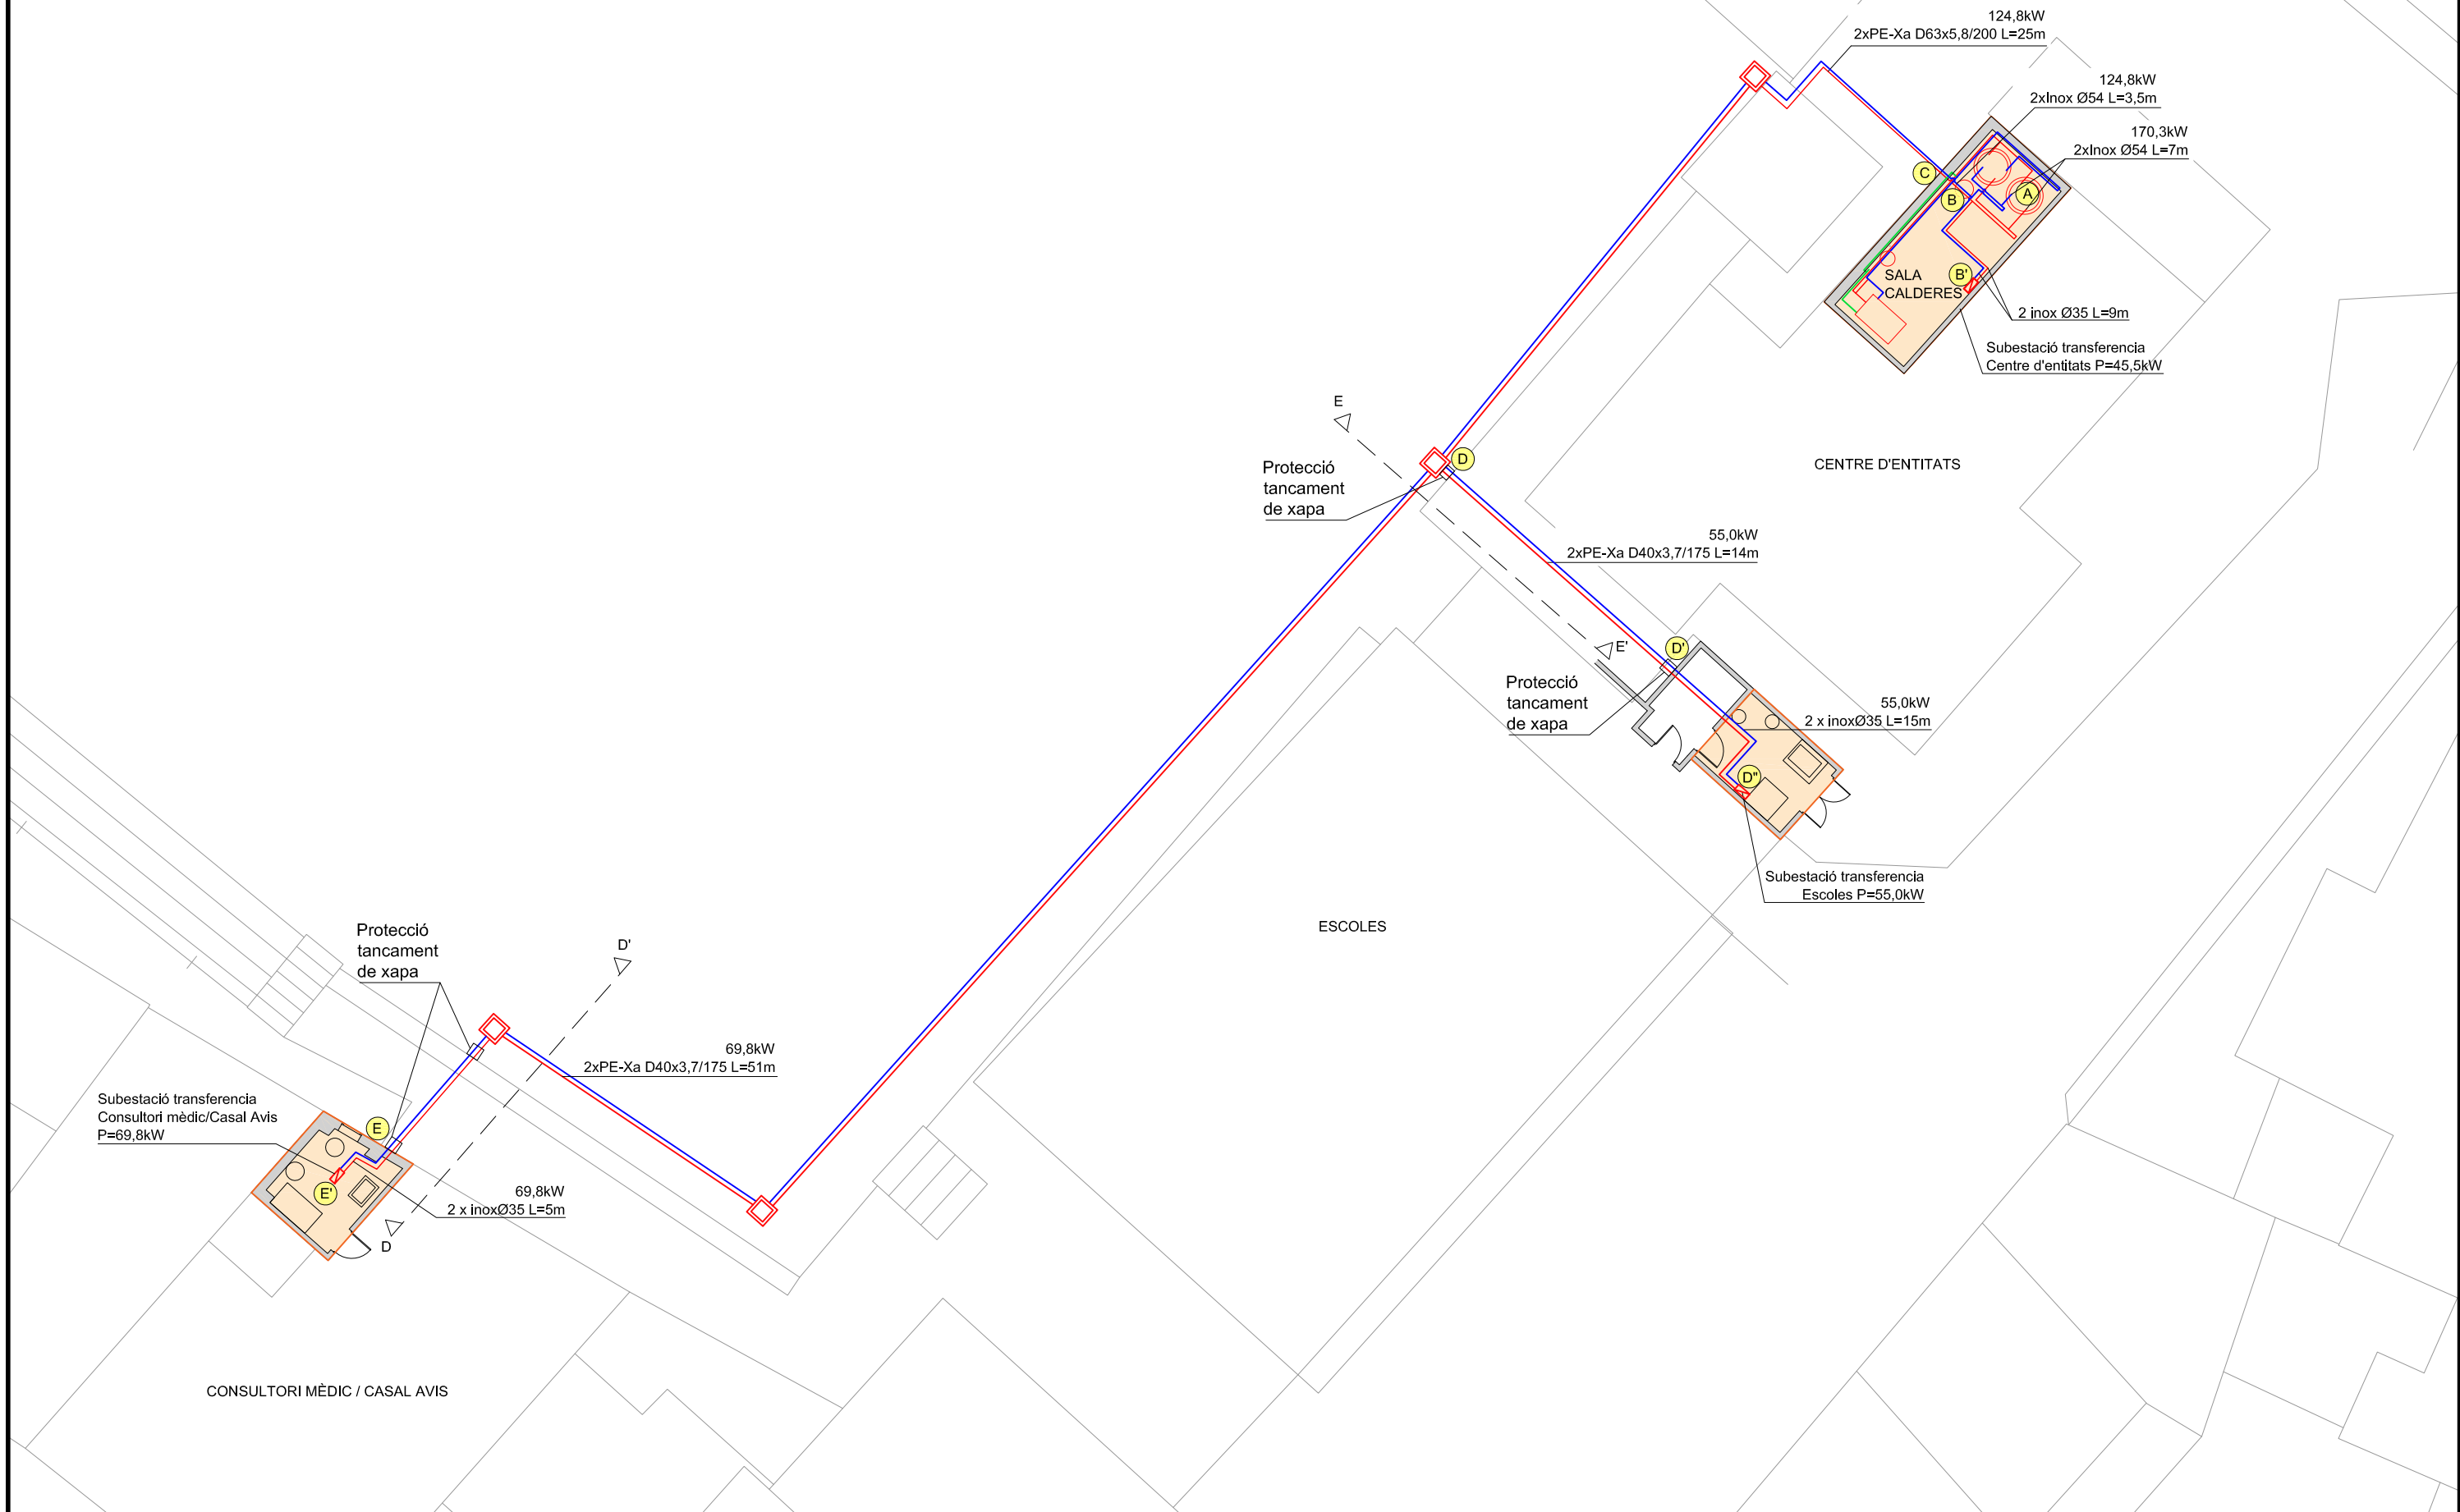 124,8kW
2xPE-Xa D63x5,8/200 L=25m
124,8kW
2xInox Ø54 L=3,5m
170,3kW
2xInox Ø54 L=7m
C
B
A
B'
SALA
CALDERES
2 inox Ø35 L=9m
Subestació transferencia
Centre d'entitats P=45,5kW
E
D
Protecció
tancament
de xapa
CENTRE D'ENTITATS
55,0kW
2xPE-Xa D40x3,7/175 L=14m
E'
D'
Protecció
tancament
de xapa
55,0kW
2 x inoxØ35 L=15m
D"
Subestació transferencia
Escoles P=55,0kW
ESCOLES
Protecció
tancament
de xapa
D'
69,8kW
2xPE-Xa D40x3,7/175 L=51m
Subestació transferencia
Consultori mèdic/Casal Avis
P=69,8kW
E
E'
69,8kW
2 x inoxØ35 L=5m
D
CONSULTORI MÈDIC / CASAL AVIS